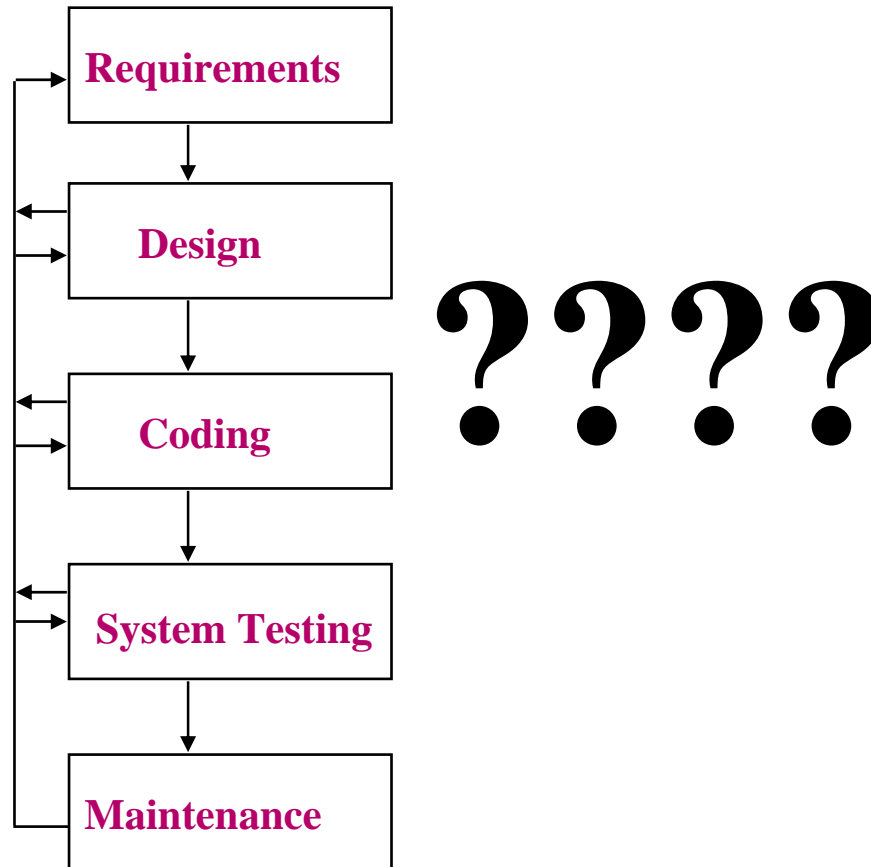 Requirements
Design
????
Coding
System Testing
Maintenance